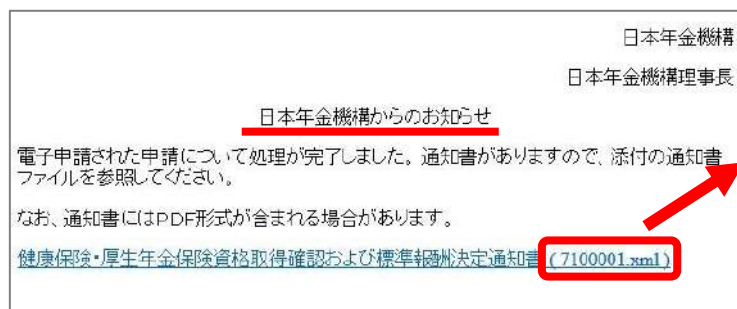 日本年金機構
日本年金機構理事長
日本年金機構からのお知らせ
電子申請された申請について処理が完了しました。通知書がありますので、添付の通知書
ファイルを参照してください。
なお、通知書にはPDF形式が含まれる場合があります。
健康保険・厚生年金保険資格取得確認および標準報酬決定通知書(7100001.xml)